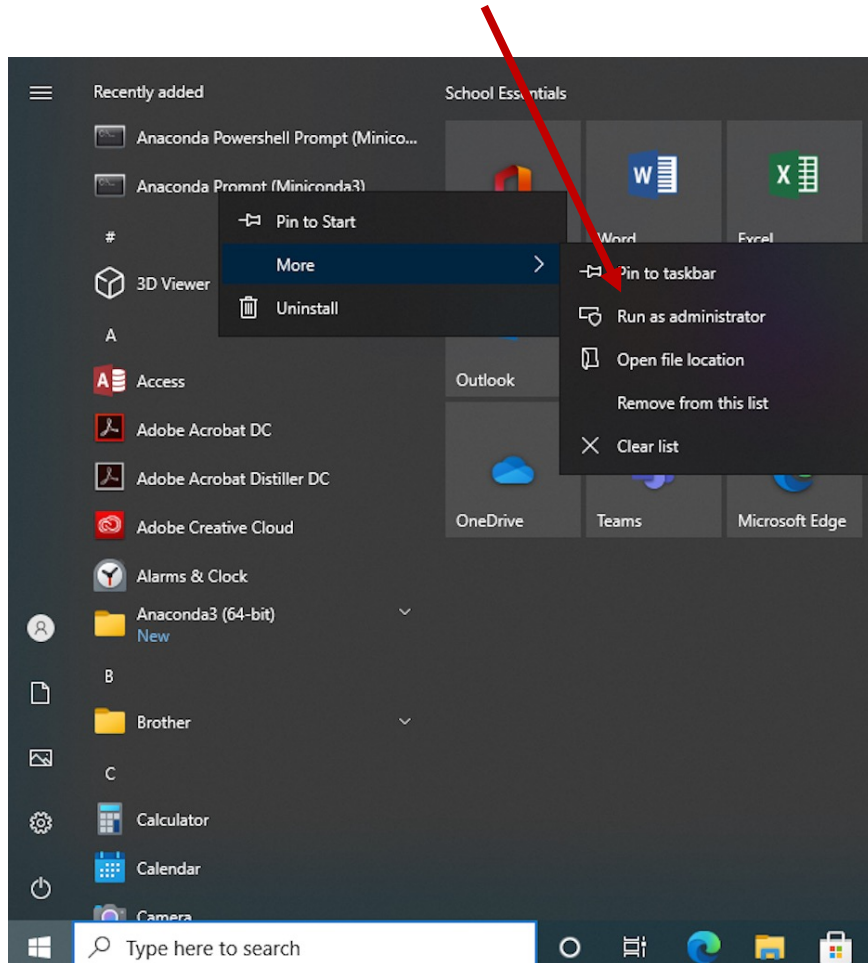 Recently added
School Essentials
Anaconda Powershell Prompt (Minico...
Anaconda Prompt (Miniconda3)
Pin to Start
More
Uninstall
#
3D Viewer
Word
Excel
Pin to taskbar
Run as administrator
Open file location
Remove from this list
Clear list
A
Access
Outlook
Adobe Acrobat DC
Adobe Acrobat Distiller DC
Adobe Creative Cloud
OneDrive
Teams
Microsoft Edge
Alarms & Clock
Anaconda3 (64-bit)
New
B
Brother
C
Calculator
Calendar
Camera
Type here to search